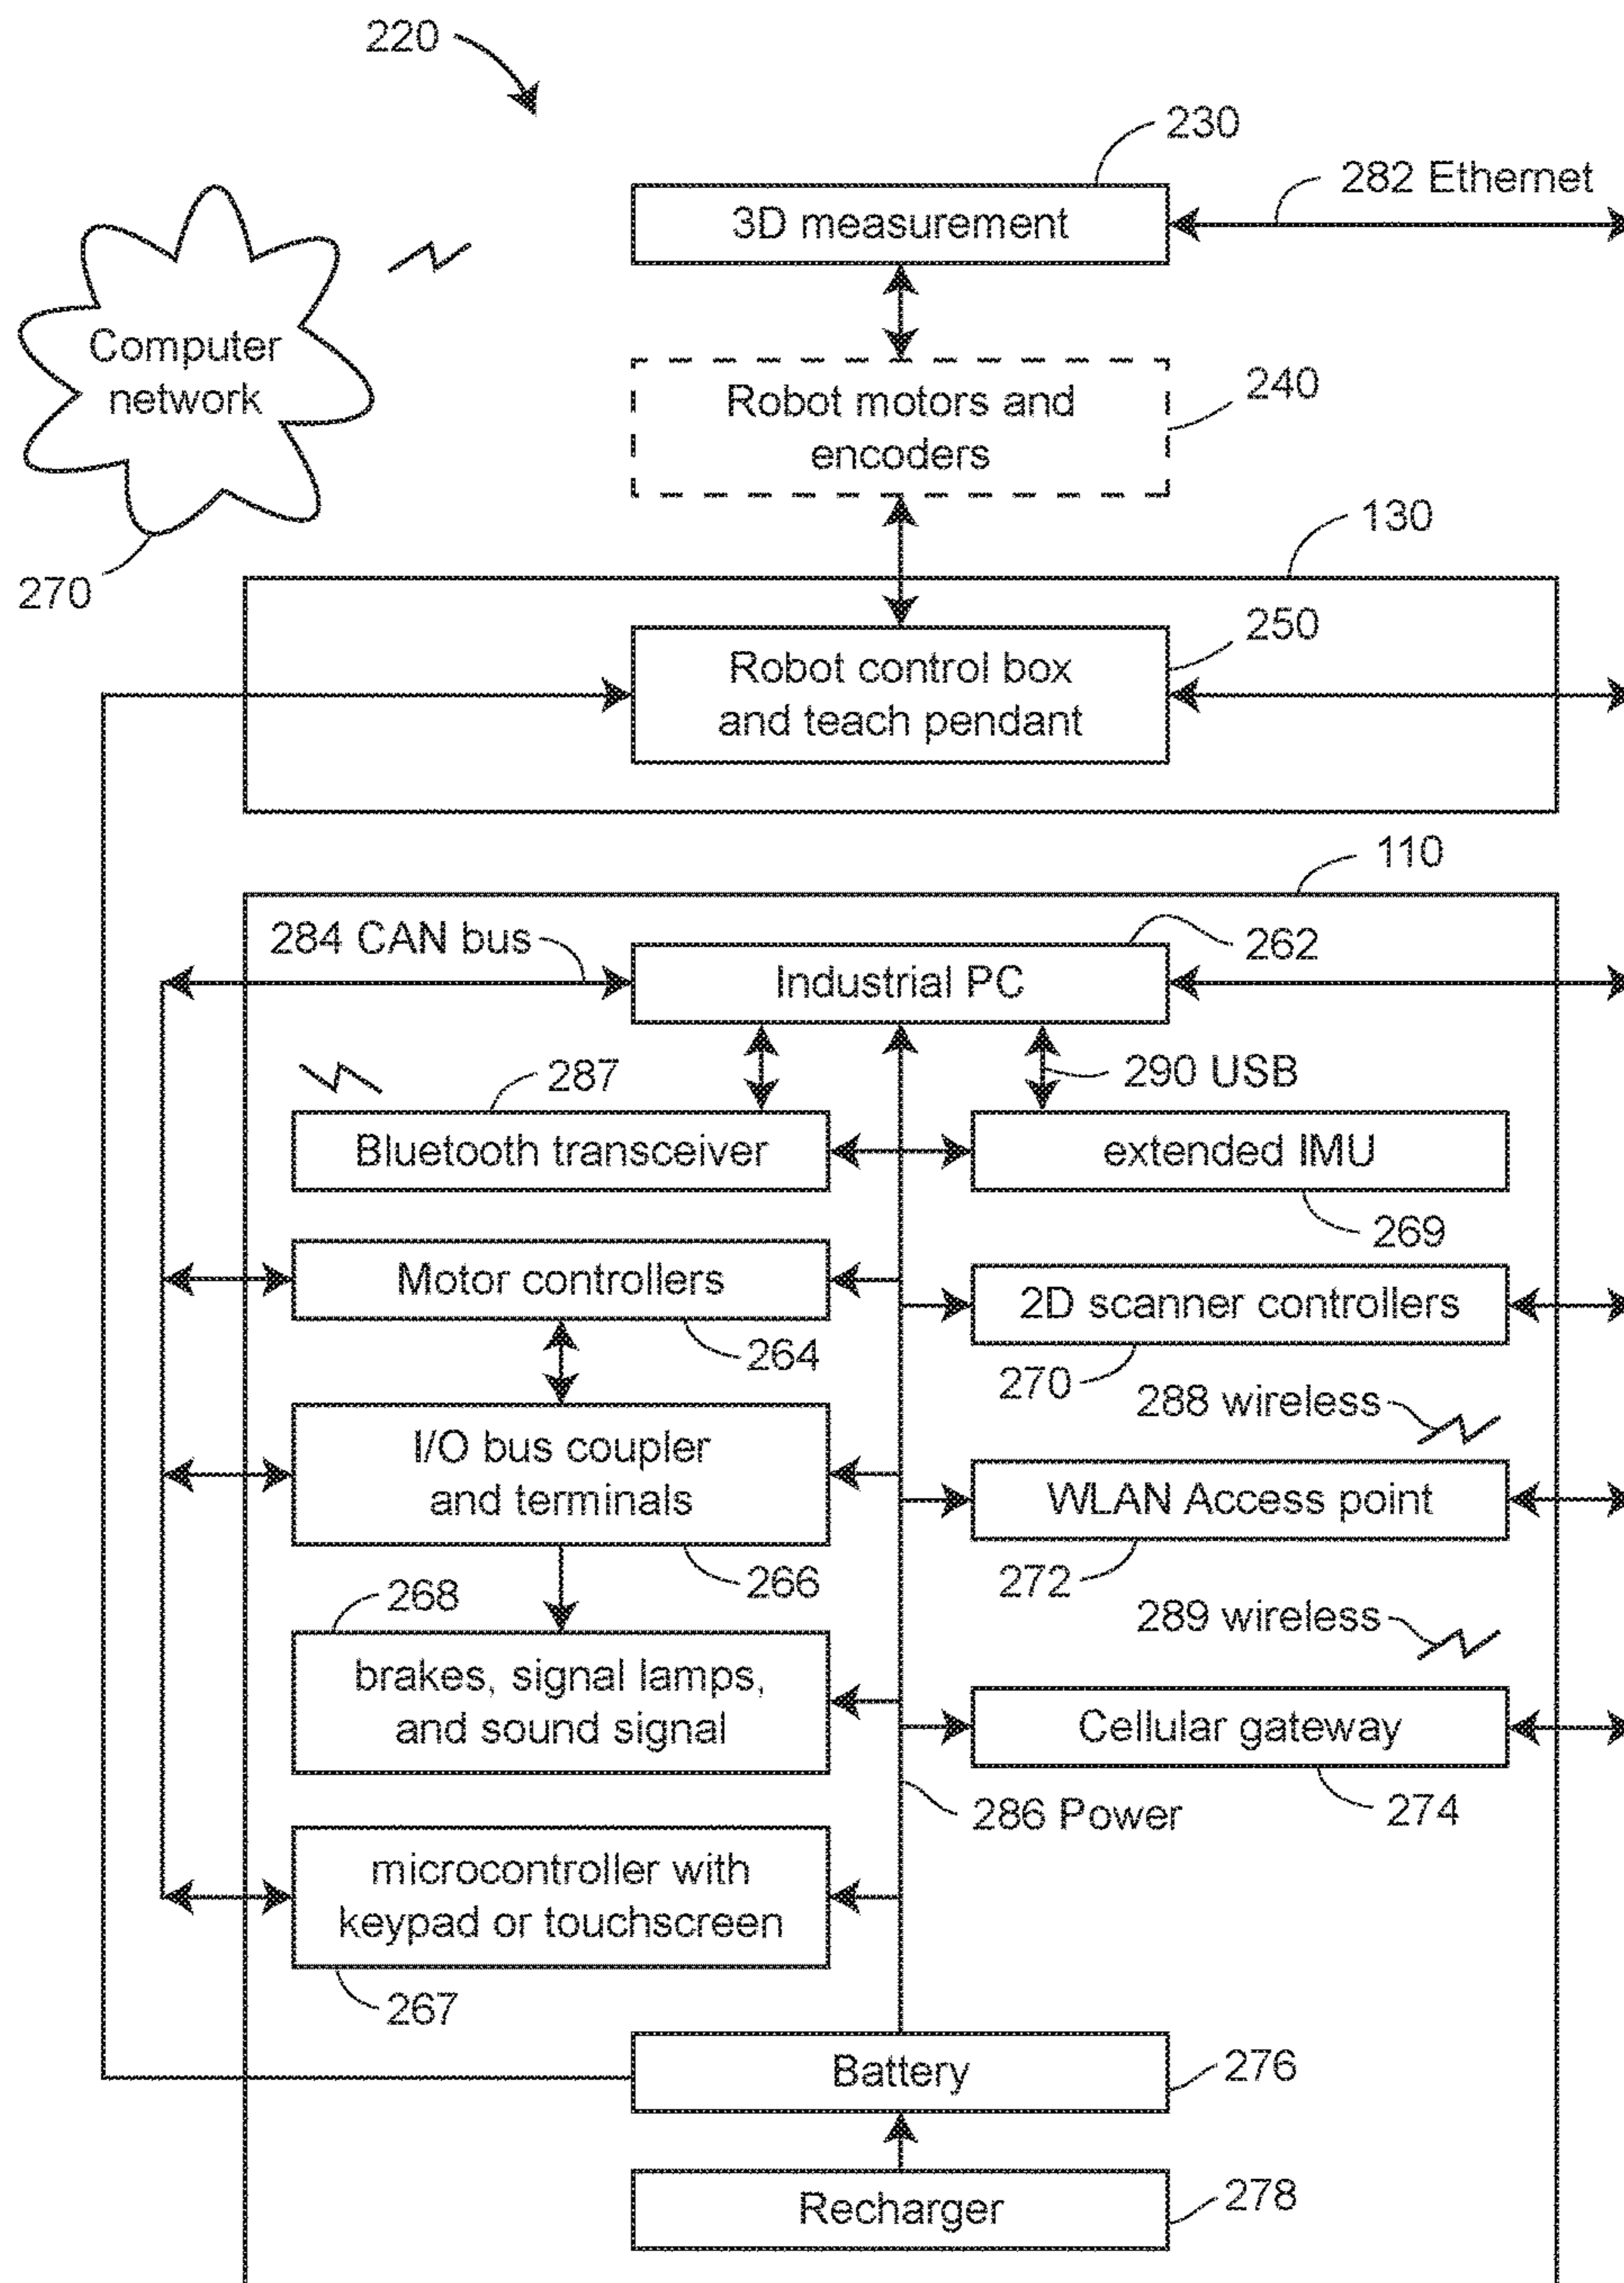 220
230
282 Ethernet
3D measurement
Computer
network
240
Robot motors and
encoders
270
130
250
Robot control box
and teach pendant
110
284 CAN bus
262
Industrial PC
287
290 USB
Bluetooth transceiver
extended IMU
269
Motor controllers
2D scanner controllers
264
270
288 wireless
I/O bus coupler
and terminals
WLAN Access point
266
272
268
289 wireless
brakes, signal lamps,
and sound signal
Cellular gateway
286 Power
274
microcontroller with
keypad or touchscreen
267
Battery
276
Recharger
278